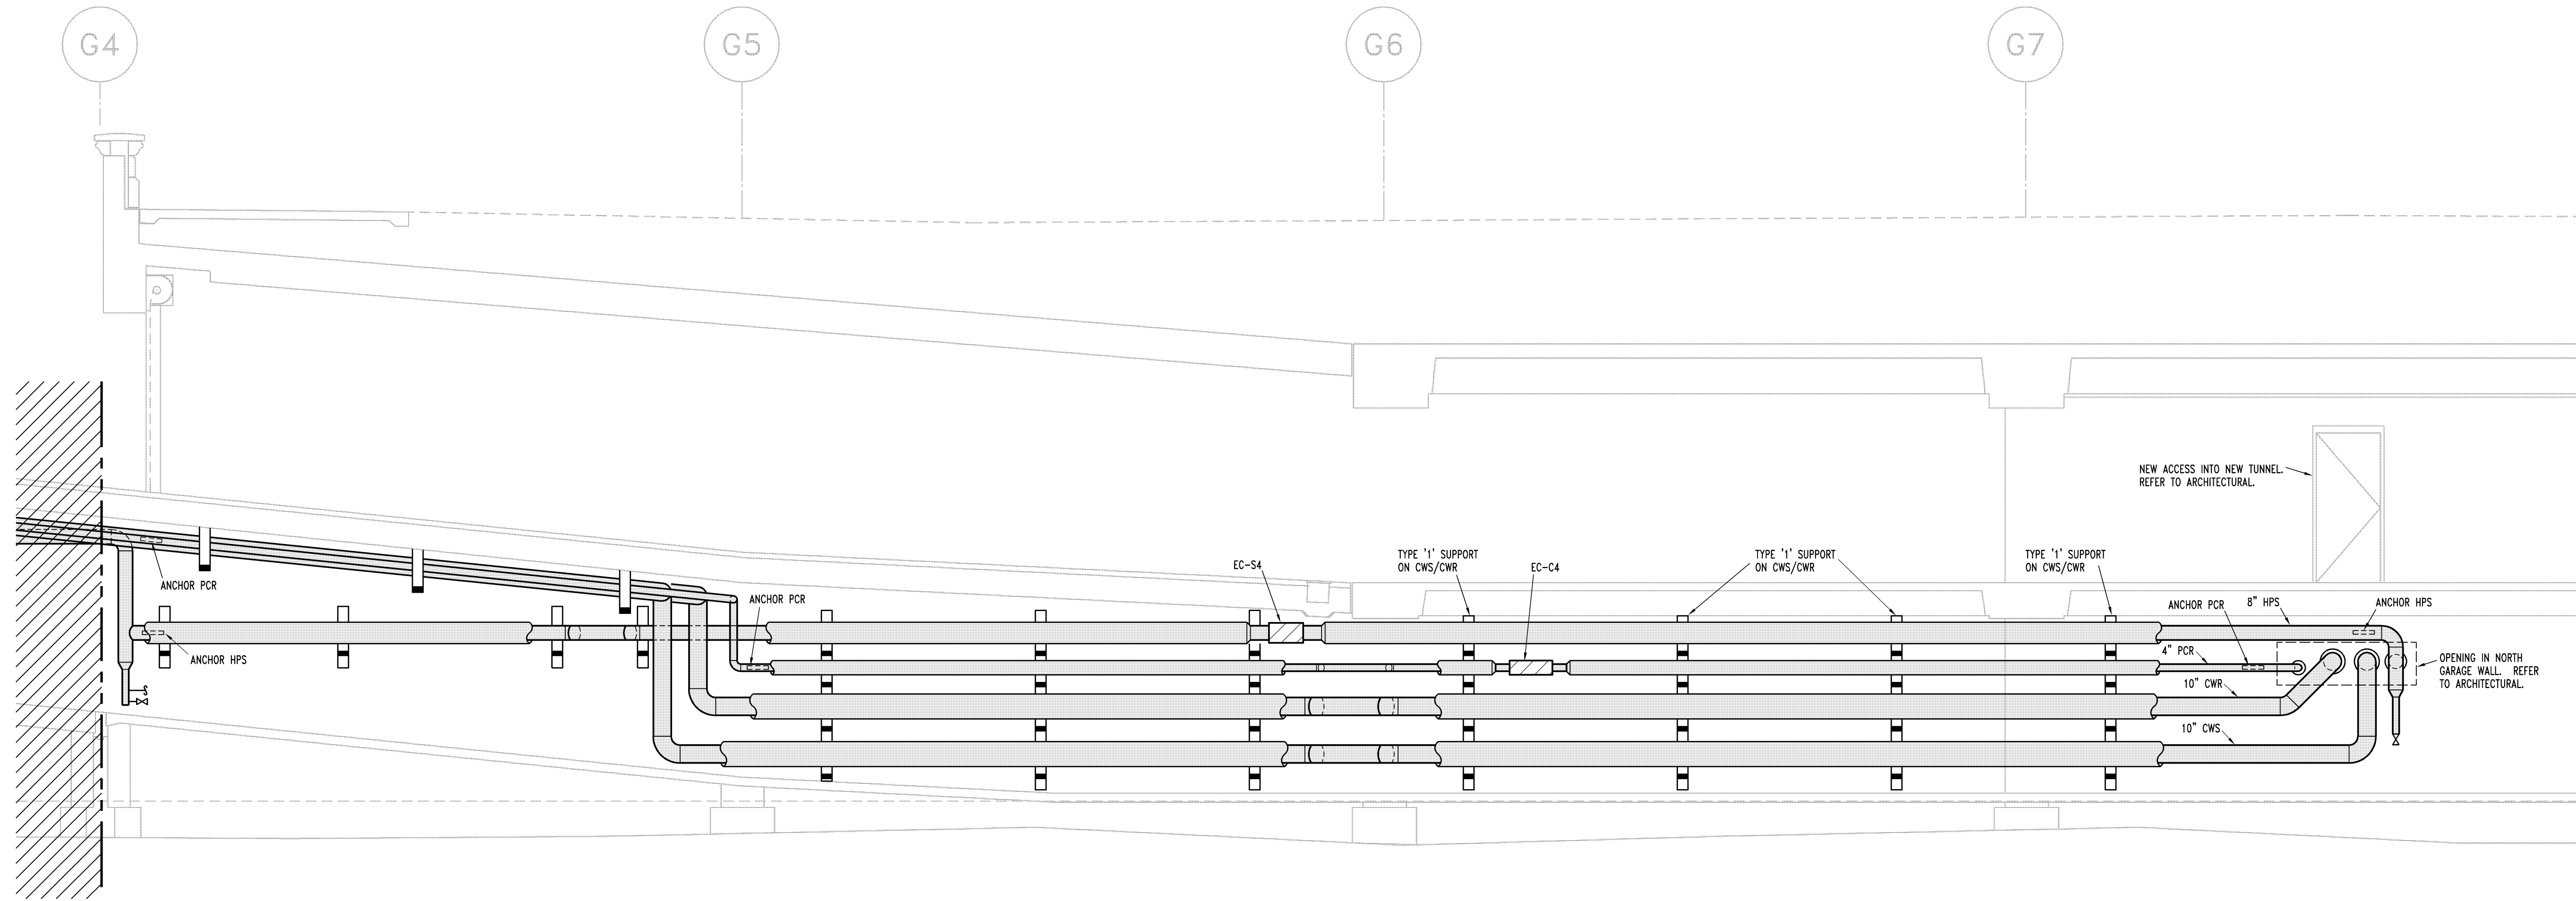 G4
G5
G6
G7
NEW ACCESS INTO NEW TUNNEL.
REFER TO ARCHITECTURAL.
TYPE '1' SUPPORT
ON CWS/CWR
TYPE '1' SUPPORT
ON CWS/CWR
TYPE '1' SUPPORT
ON CWS/CWR
EC-S4
EC-C4
ANCHOR PCR
ANCHOR PCR
ANCHOR PCR
8" HPS
ANCHOR HPS
ANCHOR HPS
4" PCR
OPENING IN NORTH
GARAGE WALL. REFER
TO ARCHITECTURAL.
10" CWR
10" CWS